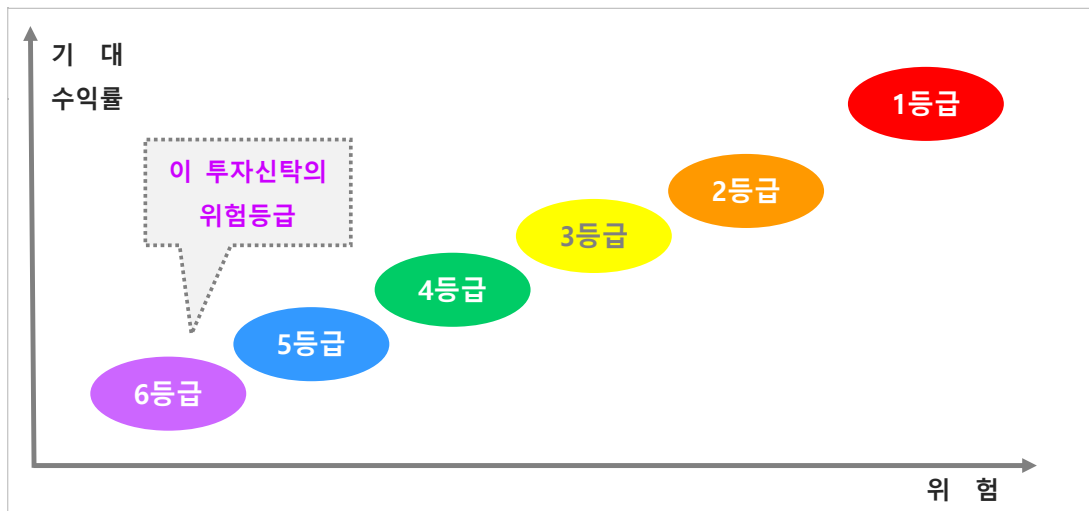 기 대
수익률
1등급
2등급
이 투자신탁의
위험등급
3등급
4등급
5등급
6등급
위 험